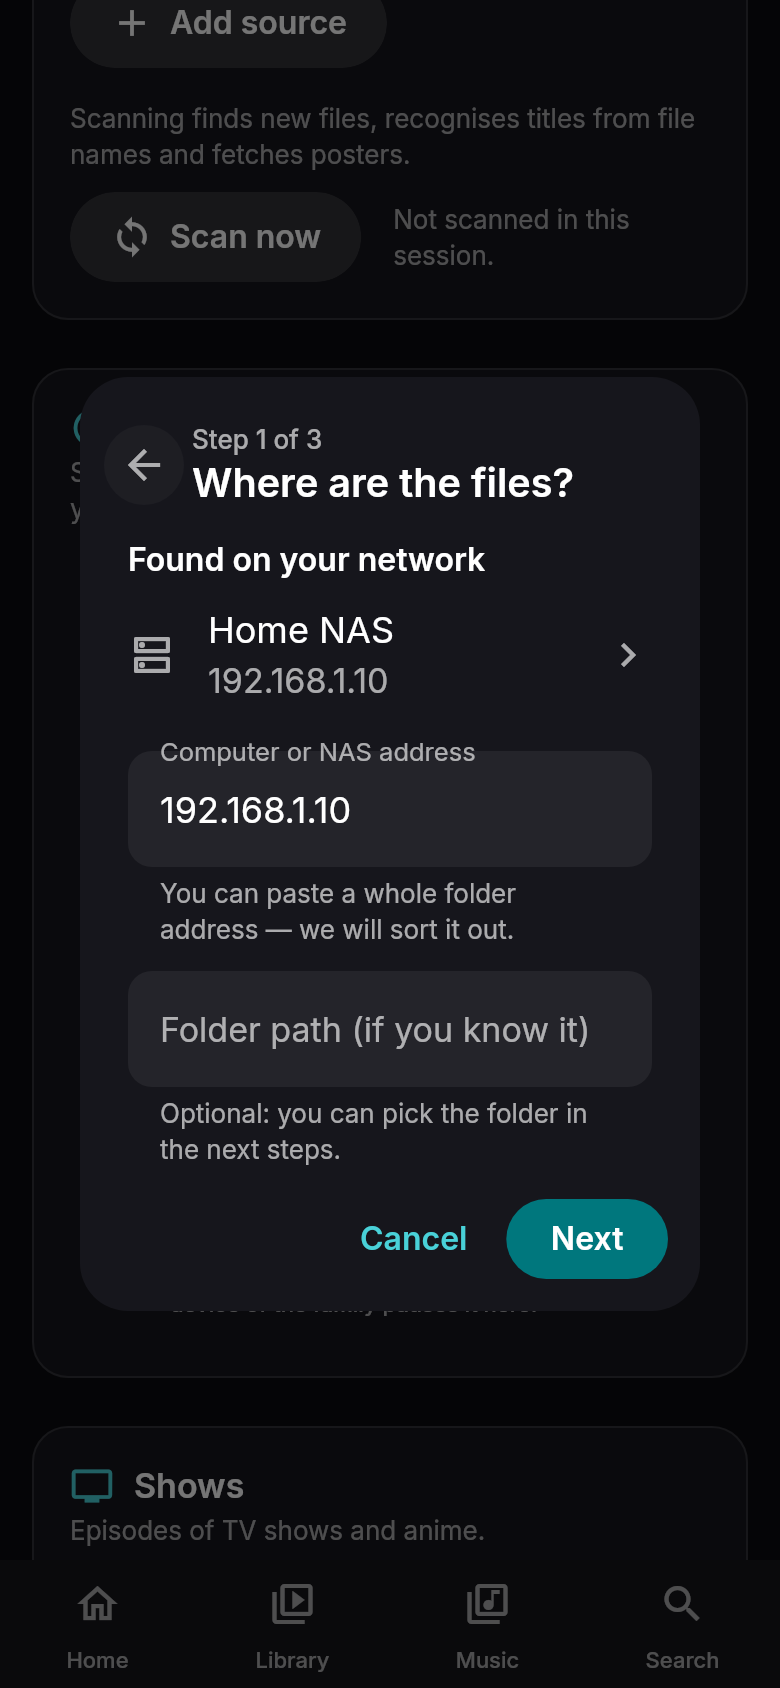 Add source
Scanning finds new files, recognises titles from file
names and fetches posters.
Scan now
Not scanned in this
session.
Step 1 of 3
Where are the files?
Found on your network
Home NAS
192.168.1.10
Computer or NAS address
192.168.1.10
You can paste a whole folder
address — we will sort it out.
Folder path (if you know it)
Optional: you can pick the folder in
the next steps.
Cancel
Next
Shows
Episodes of TV shows and anime.
Home
Library
Music
Search